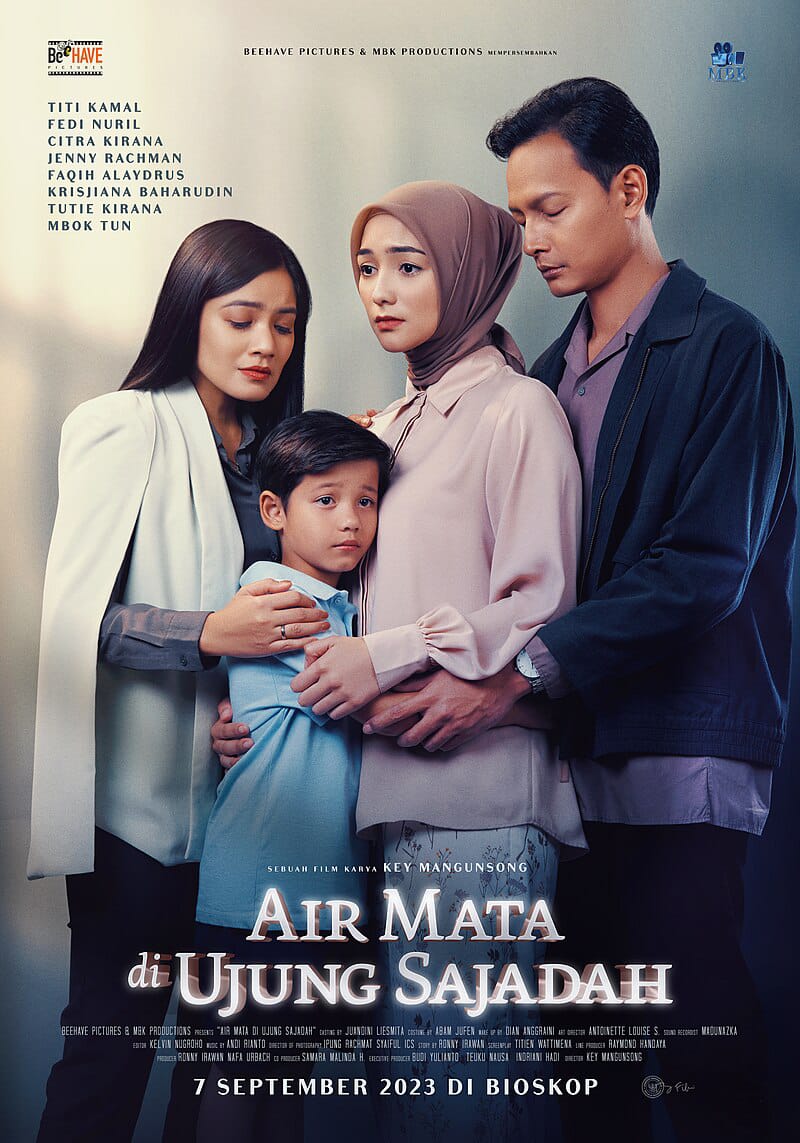 BeeHAVE
PICTURES
BEEHAVE PICTURES & MBK PRODUCTIONS MEMPERSEMBAHKAN
MBK
TITI KAMAL
FEDI NURIL
CITRA KIRANA
JENNY RACHMAN
FAQIH ALAYDRUS
KRISJIANA BAHARUDIN
TUTIE KIRANA
MBOK TUN
SEBUAH FILM KARYA KEY MANGUNSONG
AIR MATA
di UJUNG SAJADAH
BEEHAVE PICTURES & MBK PRODUCTIONS PRESENTS "AIR MATA DI UJUNG SAJADAH" CASTING BY JUANDINI LIESMITA COSTUME BY ABAM JUFEN MAKE UP BY DIAN ANGGRAINI ART DIRECTOR ANTOINETTE LOUISE S. SOUND RECORDIST MADUNAZKA
EDITOR KELVIN NUGROHO MUSIC BY ANDI RIANTO DIRECTOR OF PHOTOGRAPHY IPUNG RACHMAT SYAIFUL ICS STORY BY RONNY IRAWAN SCREENPLAY TITIEN WATTIMENA LINE PRODUCER RAYMOND HANDAYA
PRODUCER RONNY IRAWAN NAFA URBACH CO PRODUCER SAMARA MALINDA H. EXECUTIVE PRODUCER BUDI YULIANTO TEUKU NAUSA INDRIANI HADI DIRECTOR KEY MANGUNSONG
7 SEPTEMBER 2023 DI BIOSKOP